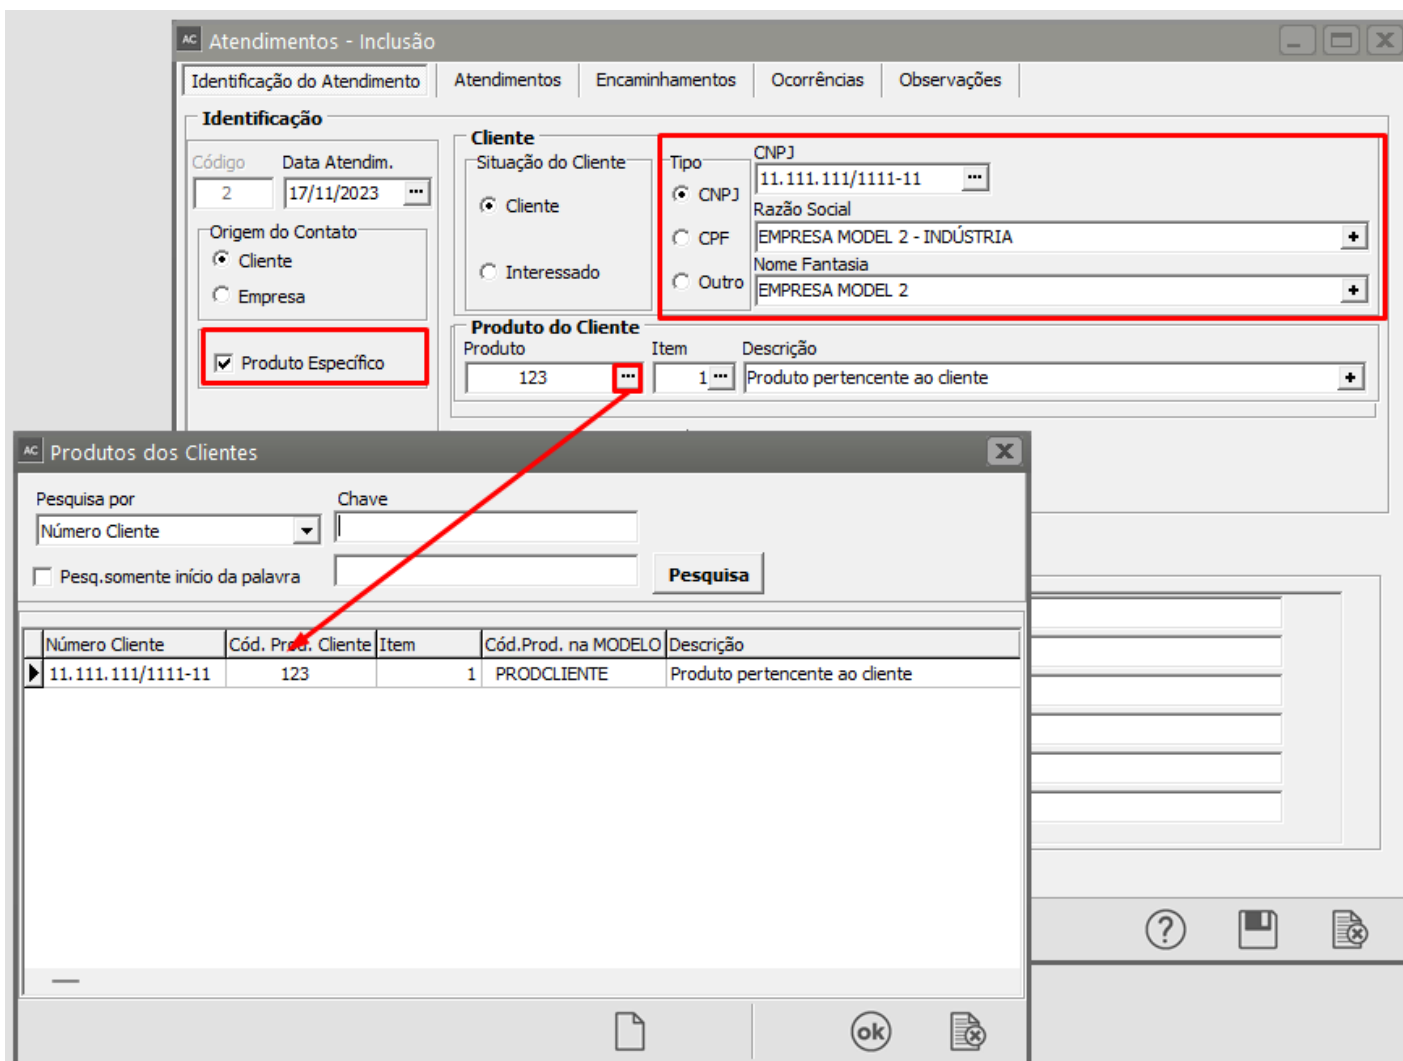 AC Atendimentos - Inclusão
Identificação do Atendimento Atendimentos Encaminhamentos Ocorrências Observações
Identificação
Código Data Atendim.
2 17/11/2023 ...
Origem do Contato
Cliente
Empresa
Produto Específico
Cliente
Situação do Cliente
Cliente
Interessado
Tipo
CNPJ
CPF
Outro
CNPJ
11.111.111/1111-11 ...
Razão Social
EMPRESA MODEL 2 - INDÚSTRIA +
Nome Fantasia
EMPRESA MODEL 2 +
Produto do Cliente
Produto Item Descrição
123 ... 1 ... Produto pertencente ao cliente +
AC Produtos dos Clientes
Pesquisa por Chave
Número Cliente
Pesq.somente início da palavra Pesquisa
Número Cliente Cód. Prod. Cliente Item Cód.Prod. na MODELO Descrição
11.111.111/1111-11 123 1 PRODCLIENTE Produto pertencente ao cliente
?
ok